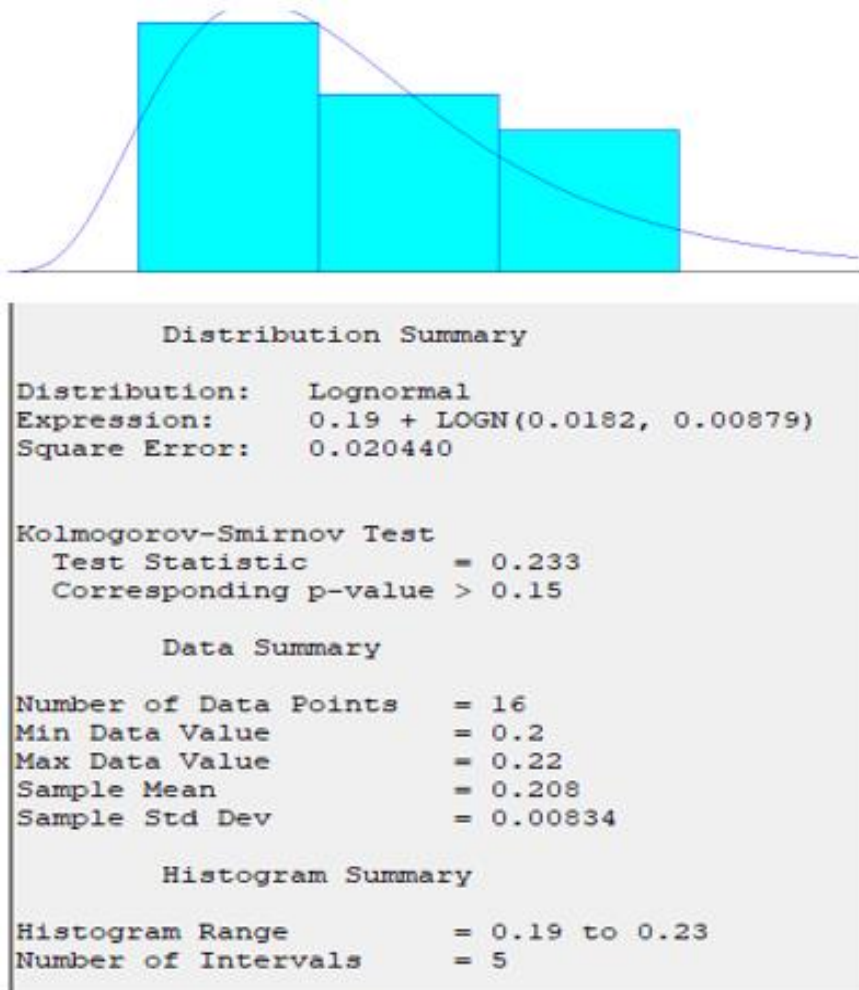 Distribution Summary
Distribution: Lognormal
Expression: 0.19 + LOGN(0.0182, 0.00879)
Square Error: 0.020440
Kolmogorov-Smirnov Test
Test Statistic = 0.233
Corresponding p-value > 0.15
Data Summary
Number of Data Points = 16
Min Data Value = 0.2
Max Data Value = 0.22
Sample Mean = 0.208
Sample Std Dev = 0.00834
Histogram Summary
Histogram Range = 0.19 to 0.23
Number of Intervals = 5